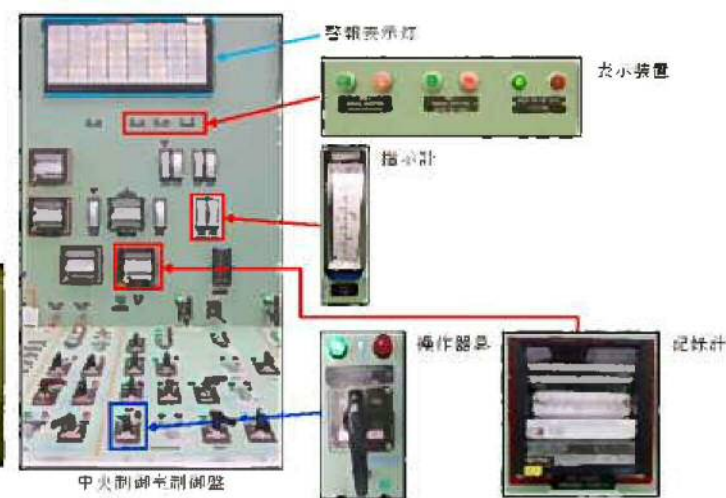 警報表示灯
表示装置
指示計
操作器具
記録計
中央制御室制御盤